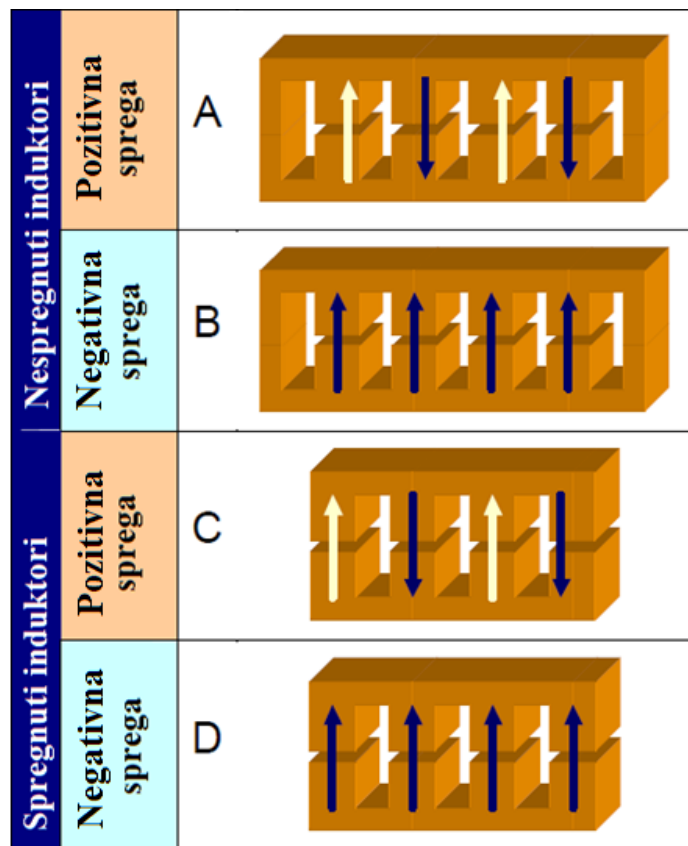 Nespregnuti induktori
Pozitivna
sprega
A
Negativna
sprega
B
Spregnuti induktori
Pozitivna
sprega
C
Negativna
sprega
D